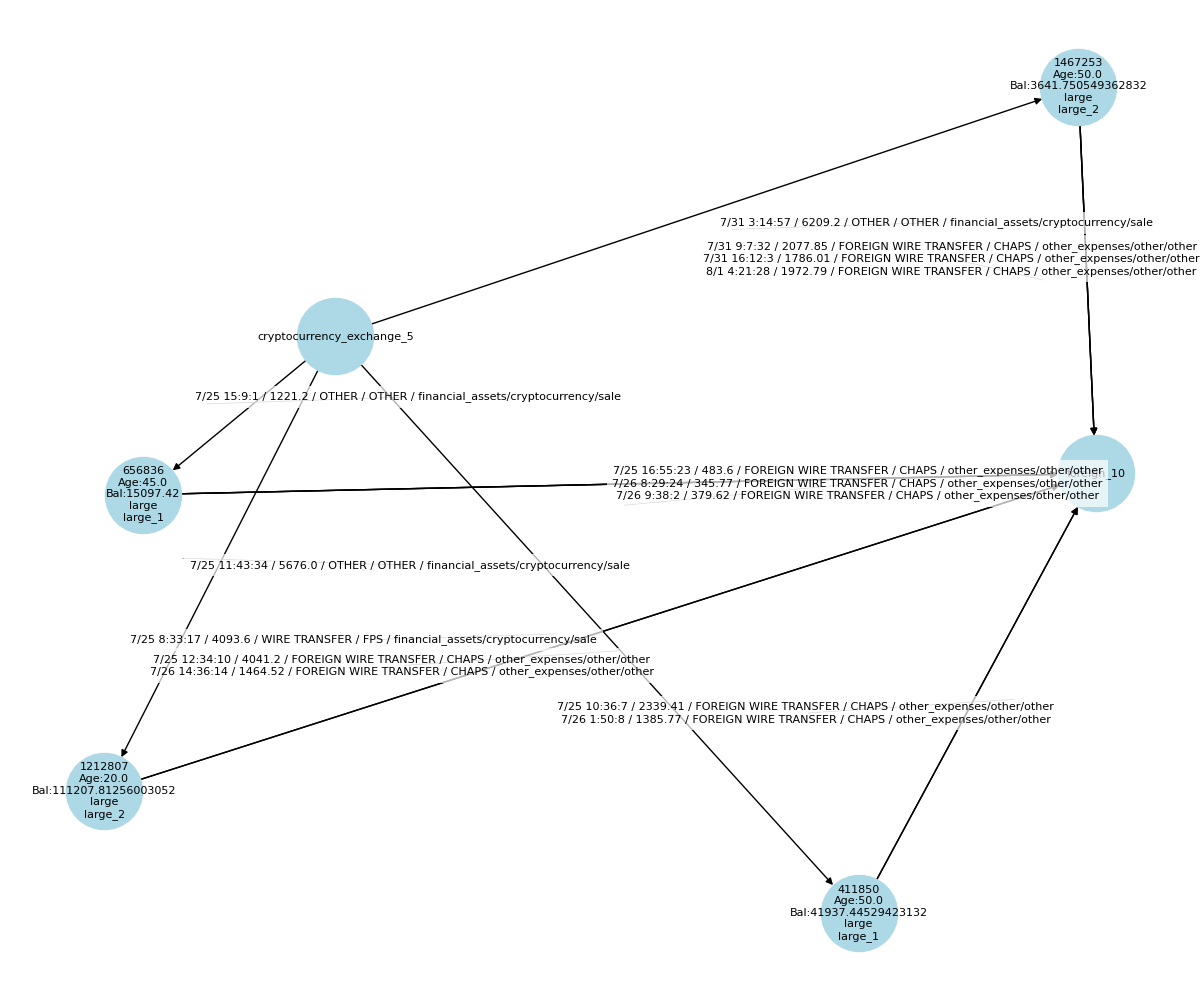 1467253
Age:50.0
Bal:3641.750549362832
large
large_2
7/31 3:14:57 / 6209.2 / OTHER / OTHER / financial_assets/cryptocurrency/sale
7/31 9:7:32 / 2077.85 / FOREIGN WIRE TRANSFER / CHAPS / other_expenses/other/other
7/31 16:12:3 / 1786.01 / FOREIGN WIRE TRANSFER / CHAPS / other_expenses/other/other
8/1 4:21:28 / 1972.79 / FOREIGN WIRE TRANSFER / CHAPS / other_expenses/other/other
cryptocurrency_exchange_5
7/25 15:9:1 / 1221.2 / OTHER / OTHER / financial_assets/cryptocurrency/sale
656836
Age:45.0
Bal:15097.42
large
large_1
7/25 16:55:23 / 483.6 / FOREIGN WIRE TRANSFER / CHAPS / other_expenses/other/other
7/26 8:29:24 / 345.77 / FOREIGN WIRE TRANSFER / CHAPS / other_expenses/other/other
7/26 9:38:2 / 379.62 / FOREIGN WIRE TRANSFER / CHAPS / other_expenses/other/other
_10
7/25 11:43:34 / 5676.0 / OTHER / OTHER / financial_assets/cryptocurrency/sale
7/25 8:33:17 / 4093.6 / WIRE TRANSFER / FPS / financial_assets/cryptocurrency/sale
7/25 12:34:10 / 4041.2 / FOREIGN WIRE TRANSFER / CHAPS / other_expenses/other/other
7/26 14:36:14 / 1464.52 / FOREIGN WIRE TRANSFER / CHAPS / other_expenses/other/other
7/25 10:36:7 / 2339.41 / FOREIGN WIRE TRANSFER / CHAPS / other_expenses/other/other
7/26 1:50:8 / 1385.77 / FOREIGN WIRE TRANSFER / CHAPS / other_expenses/other/other
1212807
Age:20.0
Bal:111207.81256003052
large
large_2
411850
Age:50.0
Bal:41937.44529423132
large
large_1